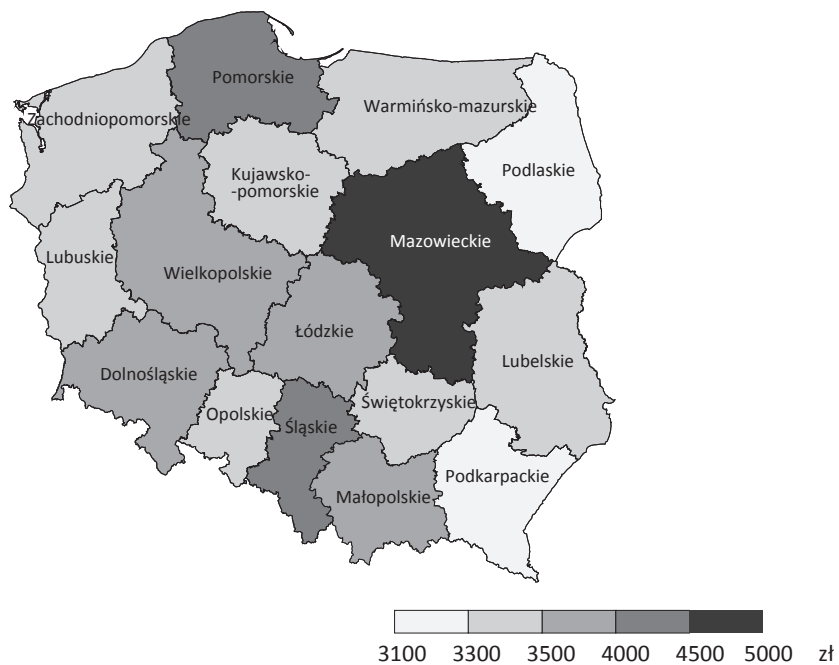 Pomorskie
Warmińsko-mazurskie
Zachodniopomorskie
Podlaskie
Kujawsko-
-pomorskie
Mazowieckie
Lubuskie
Wielkopolskie
Łódzkie
Lubelskie
Dolnośląskie
Opolskie
Świętokrzyskie
Śląskie
Podkarpackie
Małopolskie
3100 3300 3500 4000 4500 5000 zł